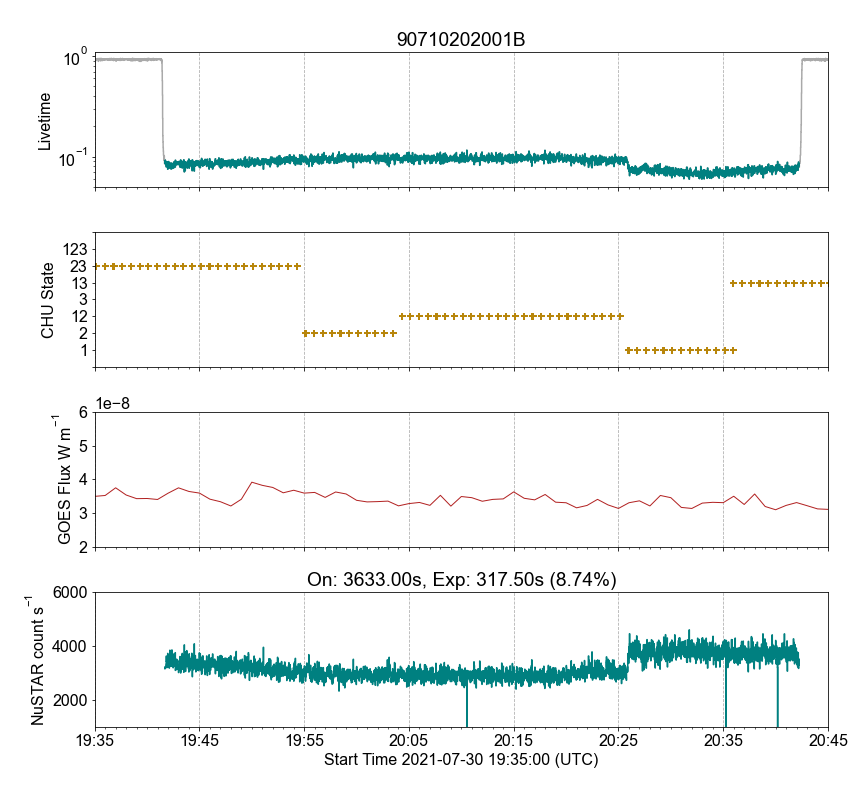 90710202001B
10⁰
10⁻¹
Livetime
123
23
13
3
12
2
1
CHU State
1e−8
6
5
4
3
2
GOES Flux W m⁻¹
On: 3633.00s, Exp: 317.50s (8.74%)
6000
4000
2000
NuSTAR count s⁻¹
19:35 19:45 19:55 20:05 20:15 20:25 20:35 20:45
Start Time 2021-07-30 19:35:00 (UTC)